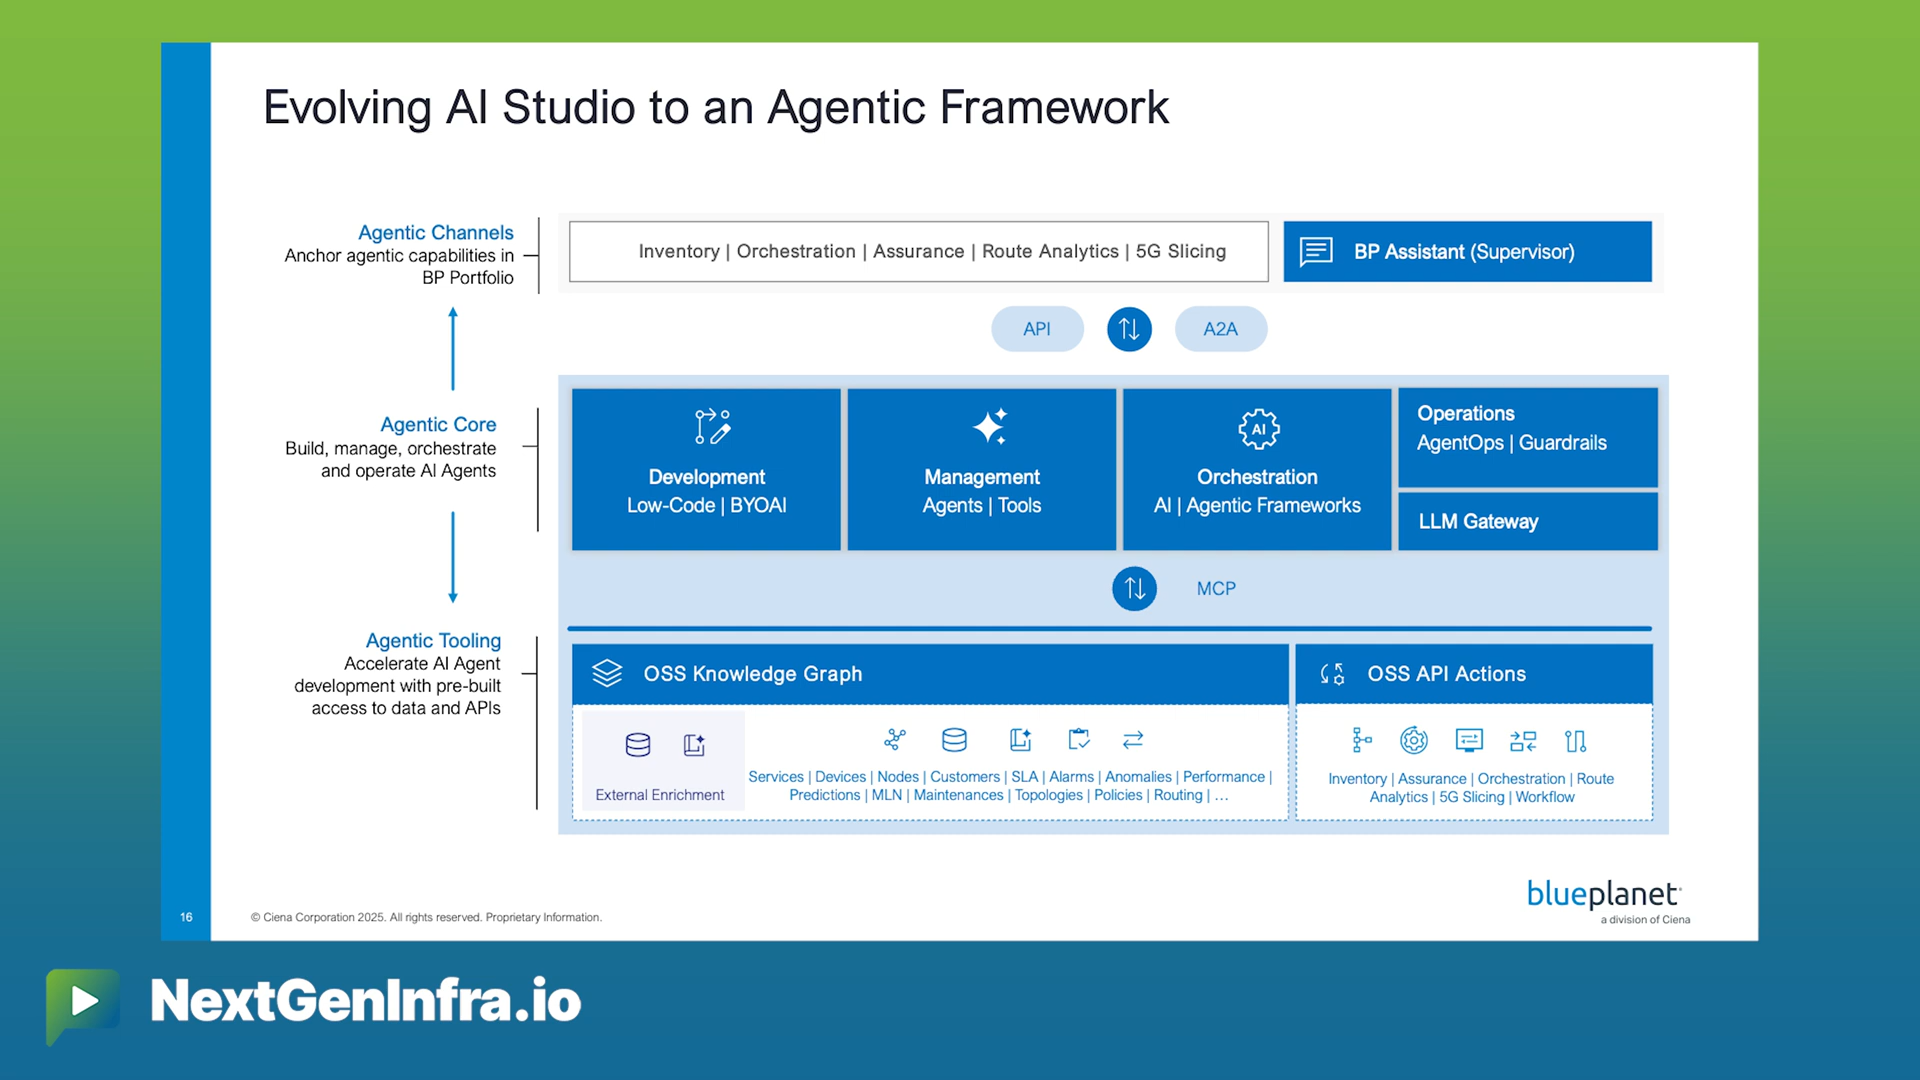 Evolving AI Studio to an Agentic Framework
Agentic Channels
Anchor agentic capabilities in
BP Portfolio
Inventory | Orchestration | Assurance | Route Analytics | 5G Slicing
BP Assistant (Supervisor)
API
A2A
Agentic Core
Build, manage, orchestrate
and operate AI Agents
Development
Low-Code | BYOAI
Management
Agents | Tools
AI
Orchestration
AI | Agentic Frameworks
Operations
AgentOps | Guardrails
LLM Gateway
MCP
Agentic Tooling
Accelerate AI Agent
development with pre-built
access to data and APIs
OSS Knowledge Graph
External Enrichment
Services | Devices | Nodes | Customers | SLA | Alarms | Anomalies | Performance |
Predictions | MLN | Maintenances | Topologies | Policies | Routing | ...
OSS API Actions
Inventory | Assurance | Orchestration | Route
Analytics | 5G Slicing | Workflow
16
© Ciena Corporation 2025. All rights reserved. Proprietary Information.
blueplanet
a division of Ciena
NextGenInfra.io